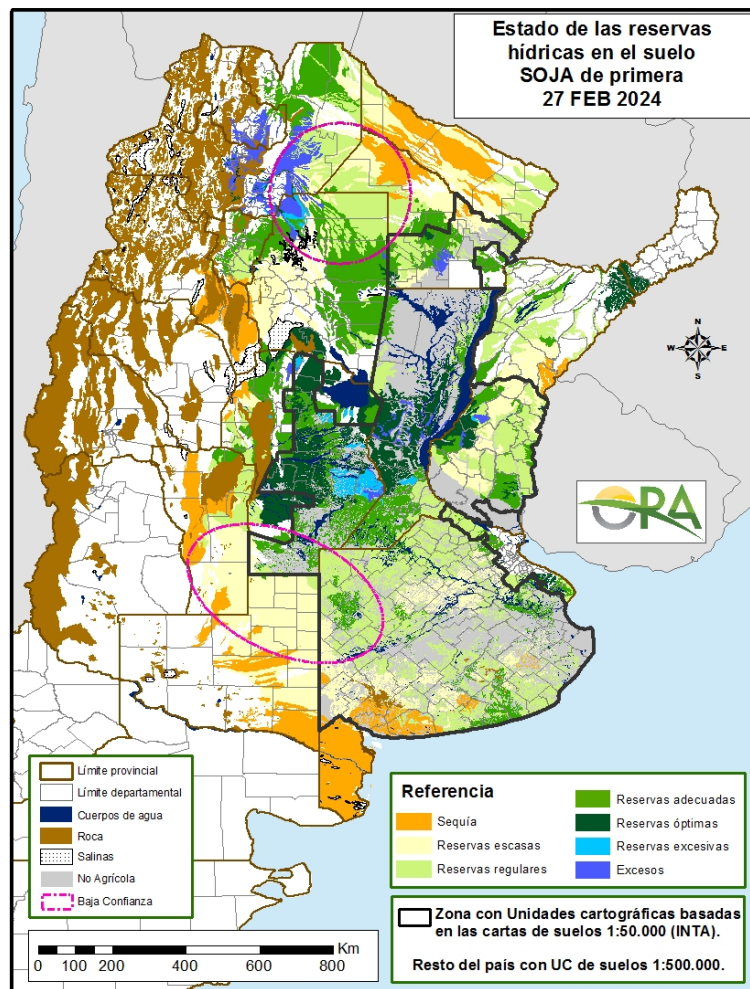 Estado de las reservas
hídricas en el suelo
SOJA de primera
27 FEB 2024
N
W
E
S
ORA
Límite provincial
Límite departamental
Cuerpos de agua
Roca
Salinas
No Agrícola
Baja Confianza
Referencia
Sequía
Reservas escasas
Reservas regulares
Reservas adecuadas
Reservas óptimas
Reservas excesivas
Excesos
Km
0 100 200 400 600 800
Zona con Unidades cartográficas basadas
en las cartas de suelos 1:50.000 (INTA).
Resto del país con UC de suelos 1:500.000.